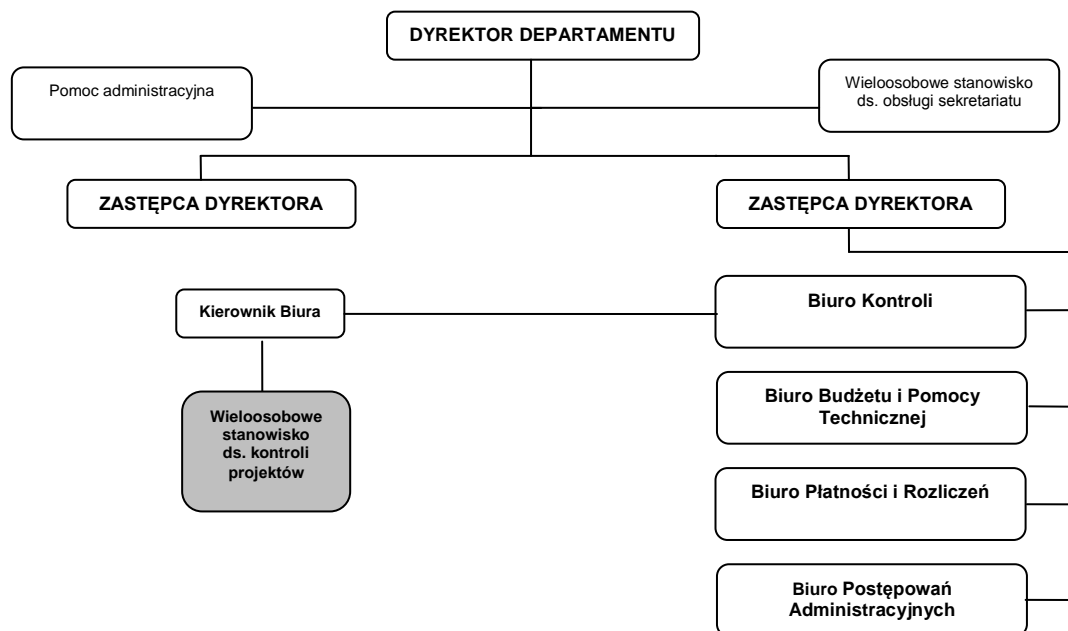 DYREKTOR DEPARTAMENTU
Pomoc administracyjna
Wieloosobowe stanowisko
ds. obsługi sekretariatu
ZASTĘPCA DYREKTORA
ZASTĘPCA DYREKTORA
Kierownik Biura
Biuro Kontroli
Wieloosobowe
stanowisko
ds. kontroli
projektów
Biuro Budżetu i Pomocy
Technicznej
Biuro Płatności i Rozliczeń
Biuro Postępowań
Administracyjnych